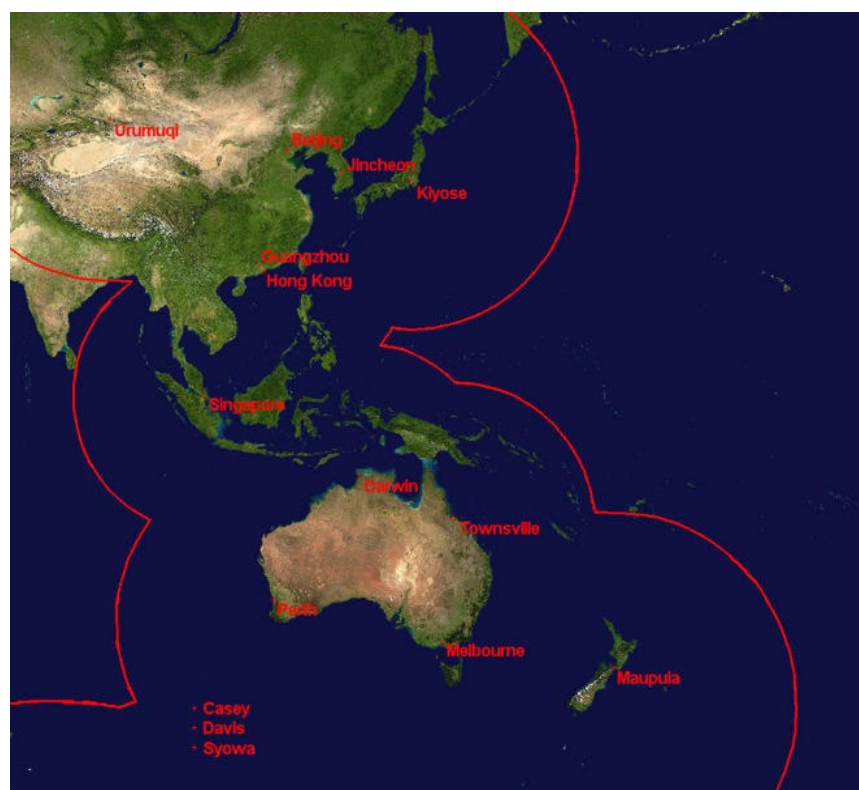 Urumuqi
Beijing
Jincheon
Kiyose
Guangzhou
Hong Kong
Singapore
Darwin
Townsville
Perth
Melbourne
Maupuia
Casey
Davis
Syowa